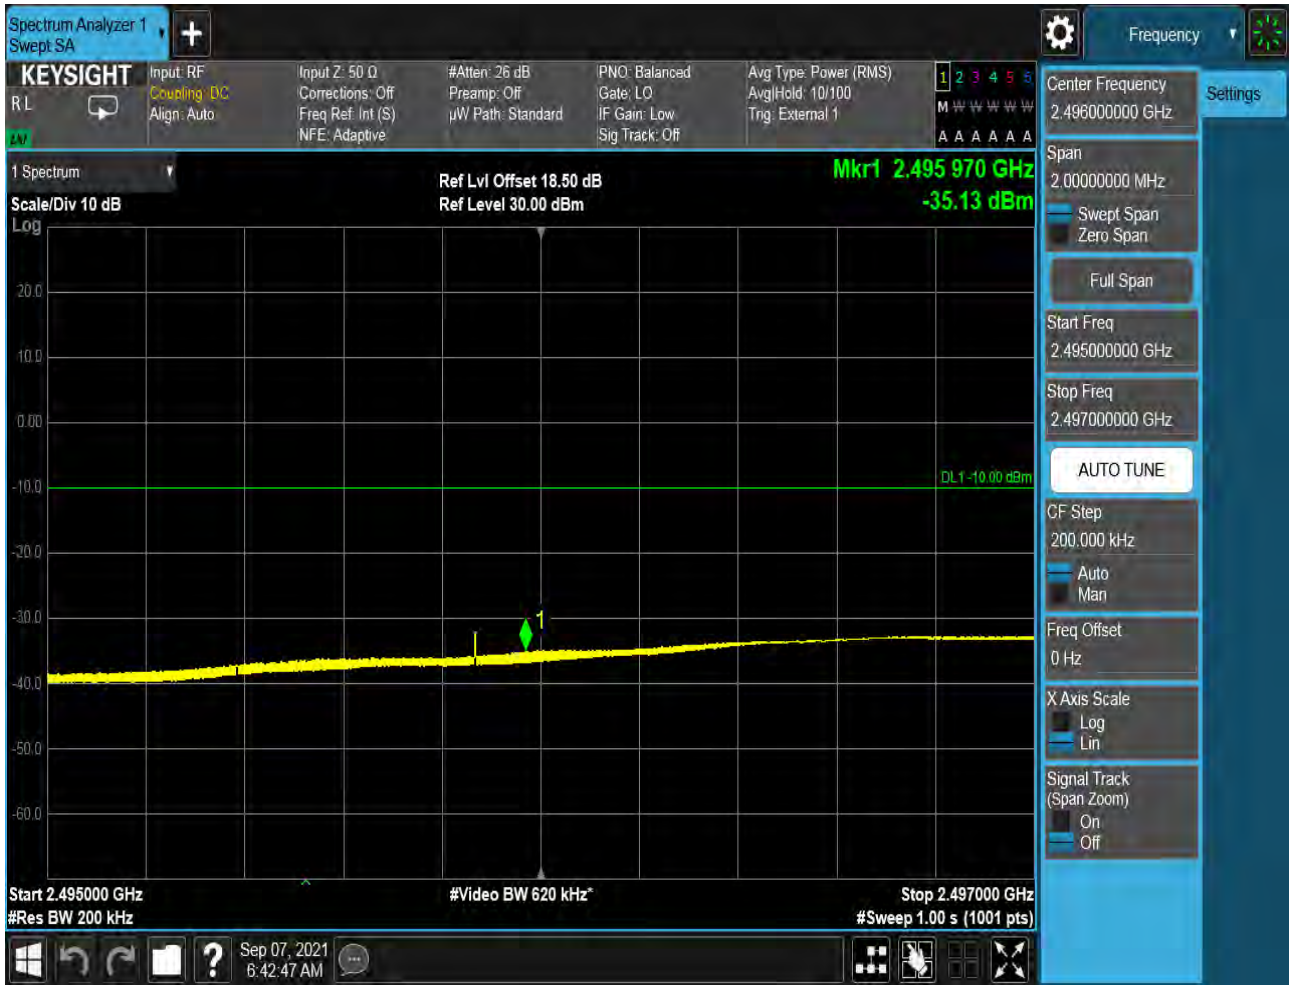 Spectrum Analyzer 1
Swept SA
Frequency
KEYSIGHT
R L
Input: RF
Coupling: DC
Align: Auto
Input Z: 50 Ω
Corrections: Off
Freq Ref: Int (S)
NFE: Adaptive
#Atten: 26 dB
Preamp: Off
µW Path: Standard
PNO: Balanced
Gate: LO
IF Gain: Low
Sig Track: Off
Avg Type: Power (RMS)
Avg|Hold: 10/100
Trig: External 1
1 2 3 4 5 6
M W W W W W
A A A A A A
1 Spectrum
Scale/Div 10 dB
Log
Ref Lvl Offset 18.50 dB
Ref Level 30.00 dBm
Mkr1 2.495 970 GHz
-35.13 dBm
20.0
10.0
0.00
-10.0
-20.0
-30.0
-40.0
-50.0
-60.0
DL1 -10.00 dBm
1
Start 2.495000 GHz
#Res BW 200 kHz
#Video BW 620 kHz*
Stop 2.497000 GHz
#Sweep 1.00 s (1001 pts)
Center Frequency
2.496000000 GHz
Settings
Span
2.00000000 MHz
Swept Span
Zero Span
Full Span
Start Freq
2.495000000 GHz
Stop Freq
2.497000000 GHz
AUTO TUNE
CF Step
200.000 kHz
Auto
Man
Freq Offset
0 Hz
X Axis Scale
Log
Lin
Signal Track
(Span Zoom)
On
Off
?
Sep 07, 2021
6:42:47 AM